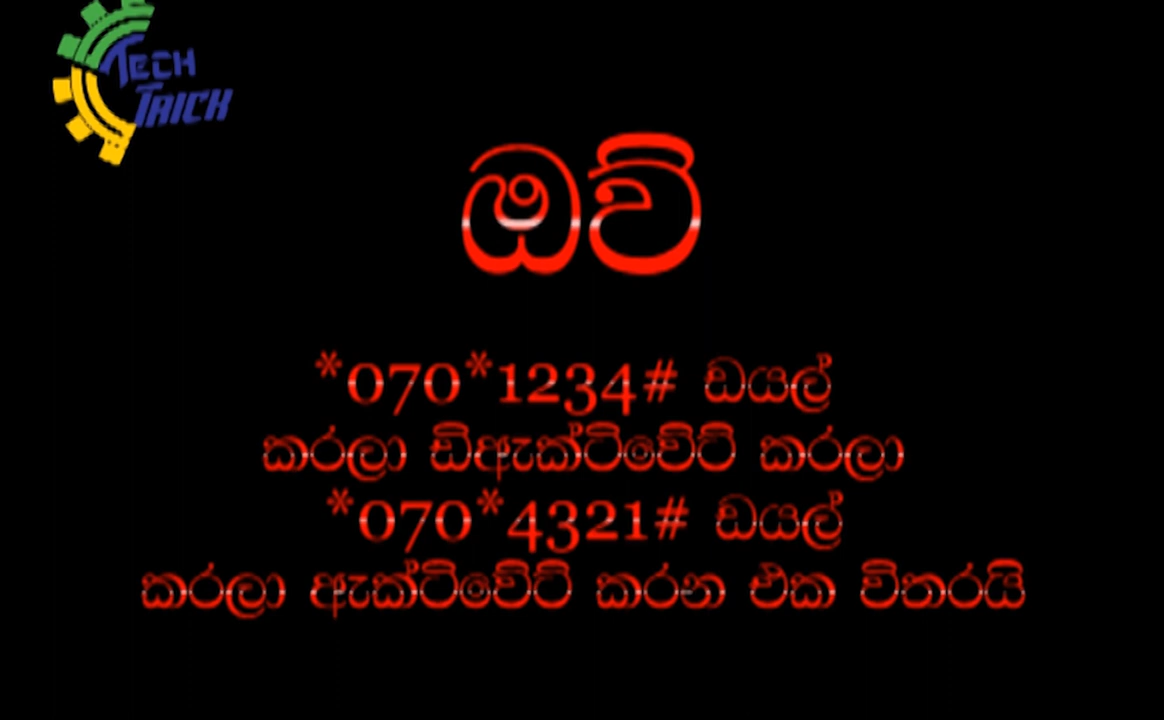 TECH
TRICK
ඔව්
*070*1234# ඩයල්
කරලා ඩිඇක්ටිවේට් කරලා
*070*4321# ඩයල්
කරලා ඇක්ටිවේට් කරන එක විතරයි